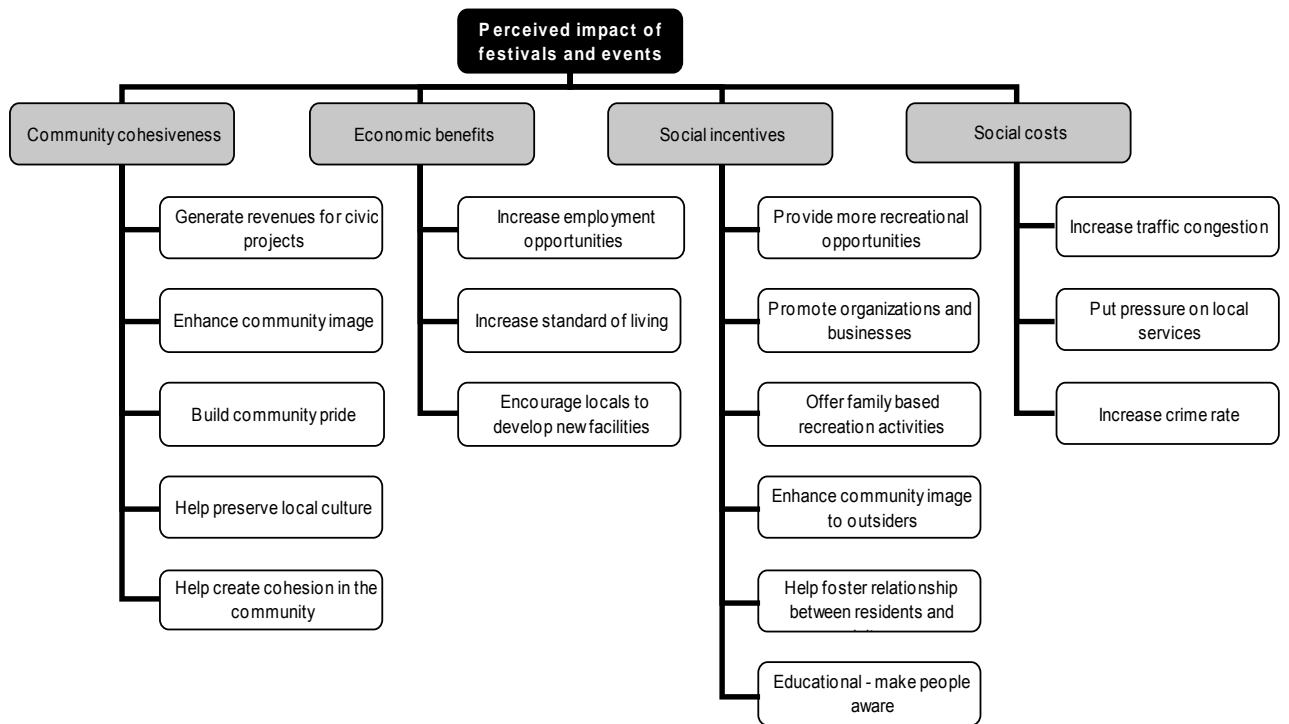 Perceived impact of
festivals and events
Community cohesiveness
Economic benefits
Social incentives
Social costs
Generate revenues for civic
projects
Enhance community image
Build community pride
Help preserve local culture
Help create cohesion in the
community
Increase employment
opportunities
Increase standard of living
Encourage locals to
develop new facilities
Provide more recreational
opportunities
Promote organizations and
businesses
Offer family based
recreation activities
Enhance community image
to outsiders
Help foster relationship
between residents and
Educational - make people
aware
Increase traffic congestion
Put pressure on local
services
Increase crime rate